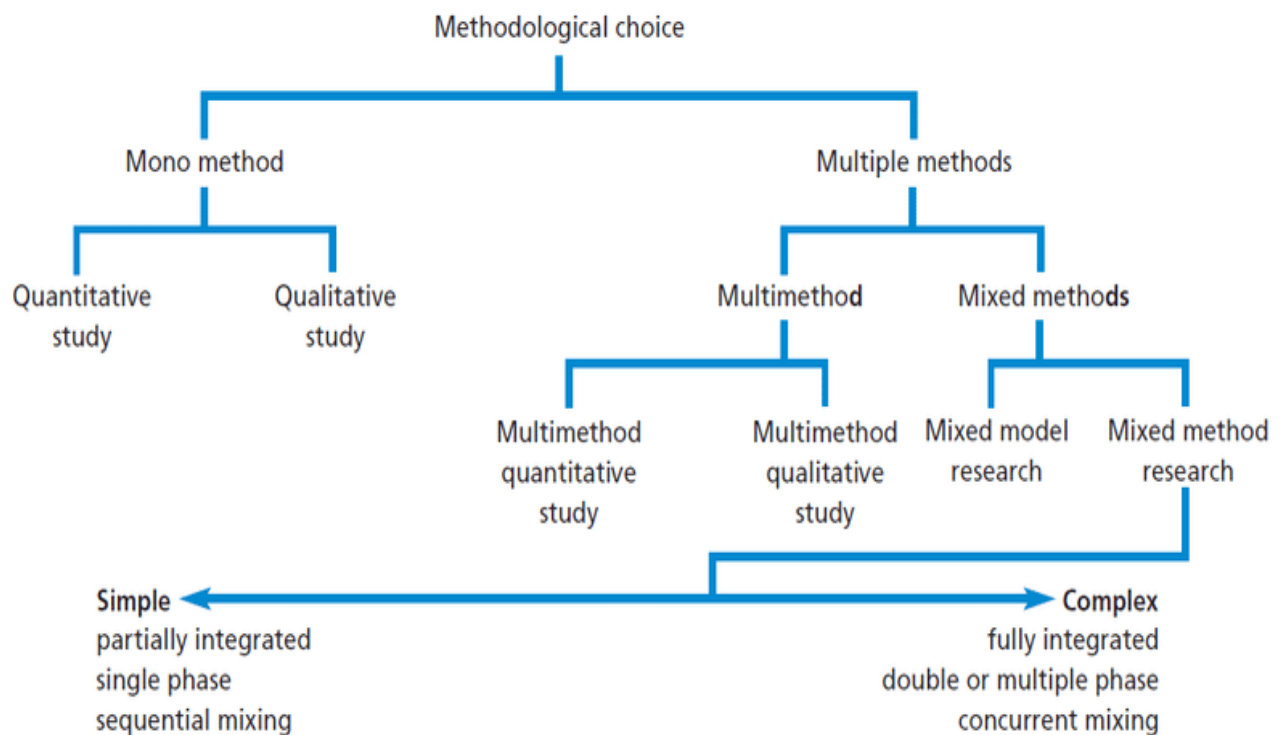 Methodological choice
Mono method
Multiple methods
Quantitative
study
Qualitative
study
Multimethod
Mixed methods
Multimethod
quantitative
study
Multimethod
qualitative
study
Mixed model
research
Mixed method
research
Simple
partially integrated
single phase
sequential mixing
Complex
fully integrated
double or multiple phase
concurrent mixing